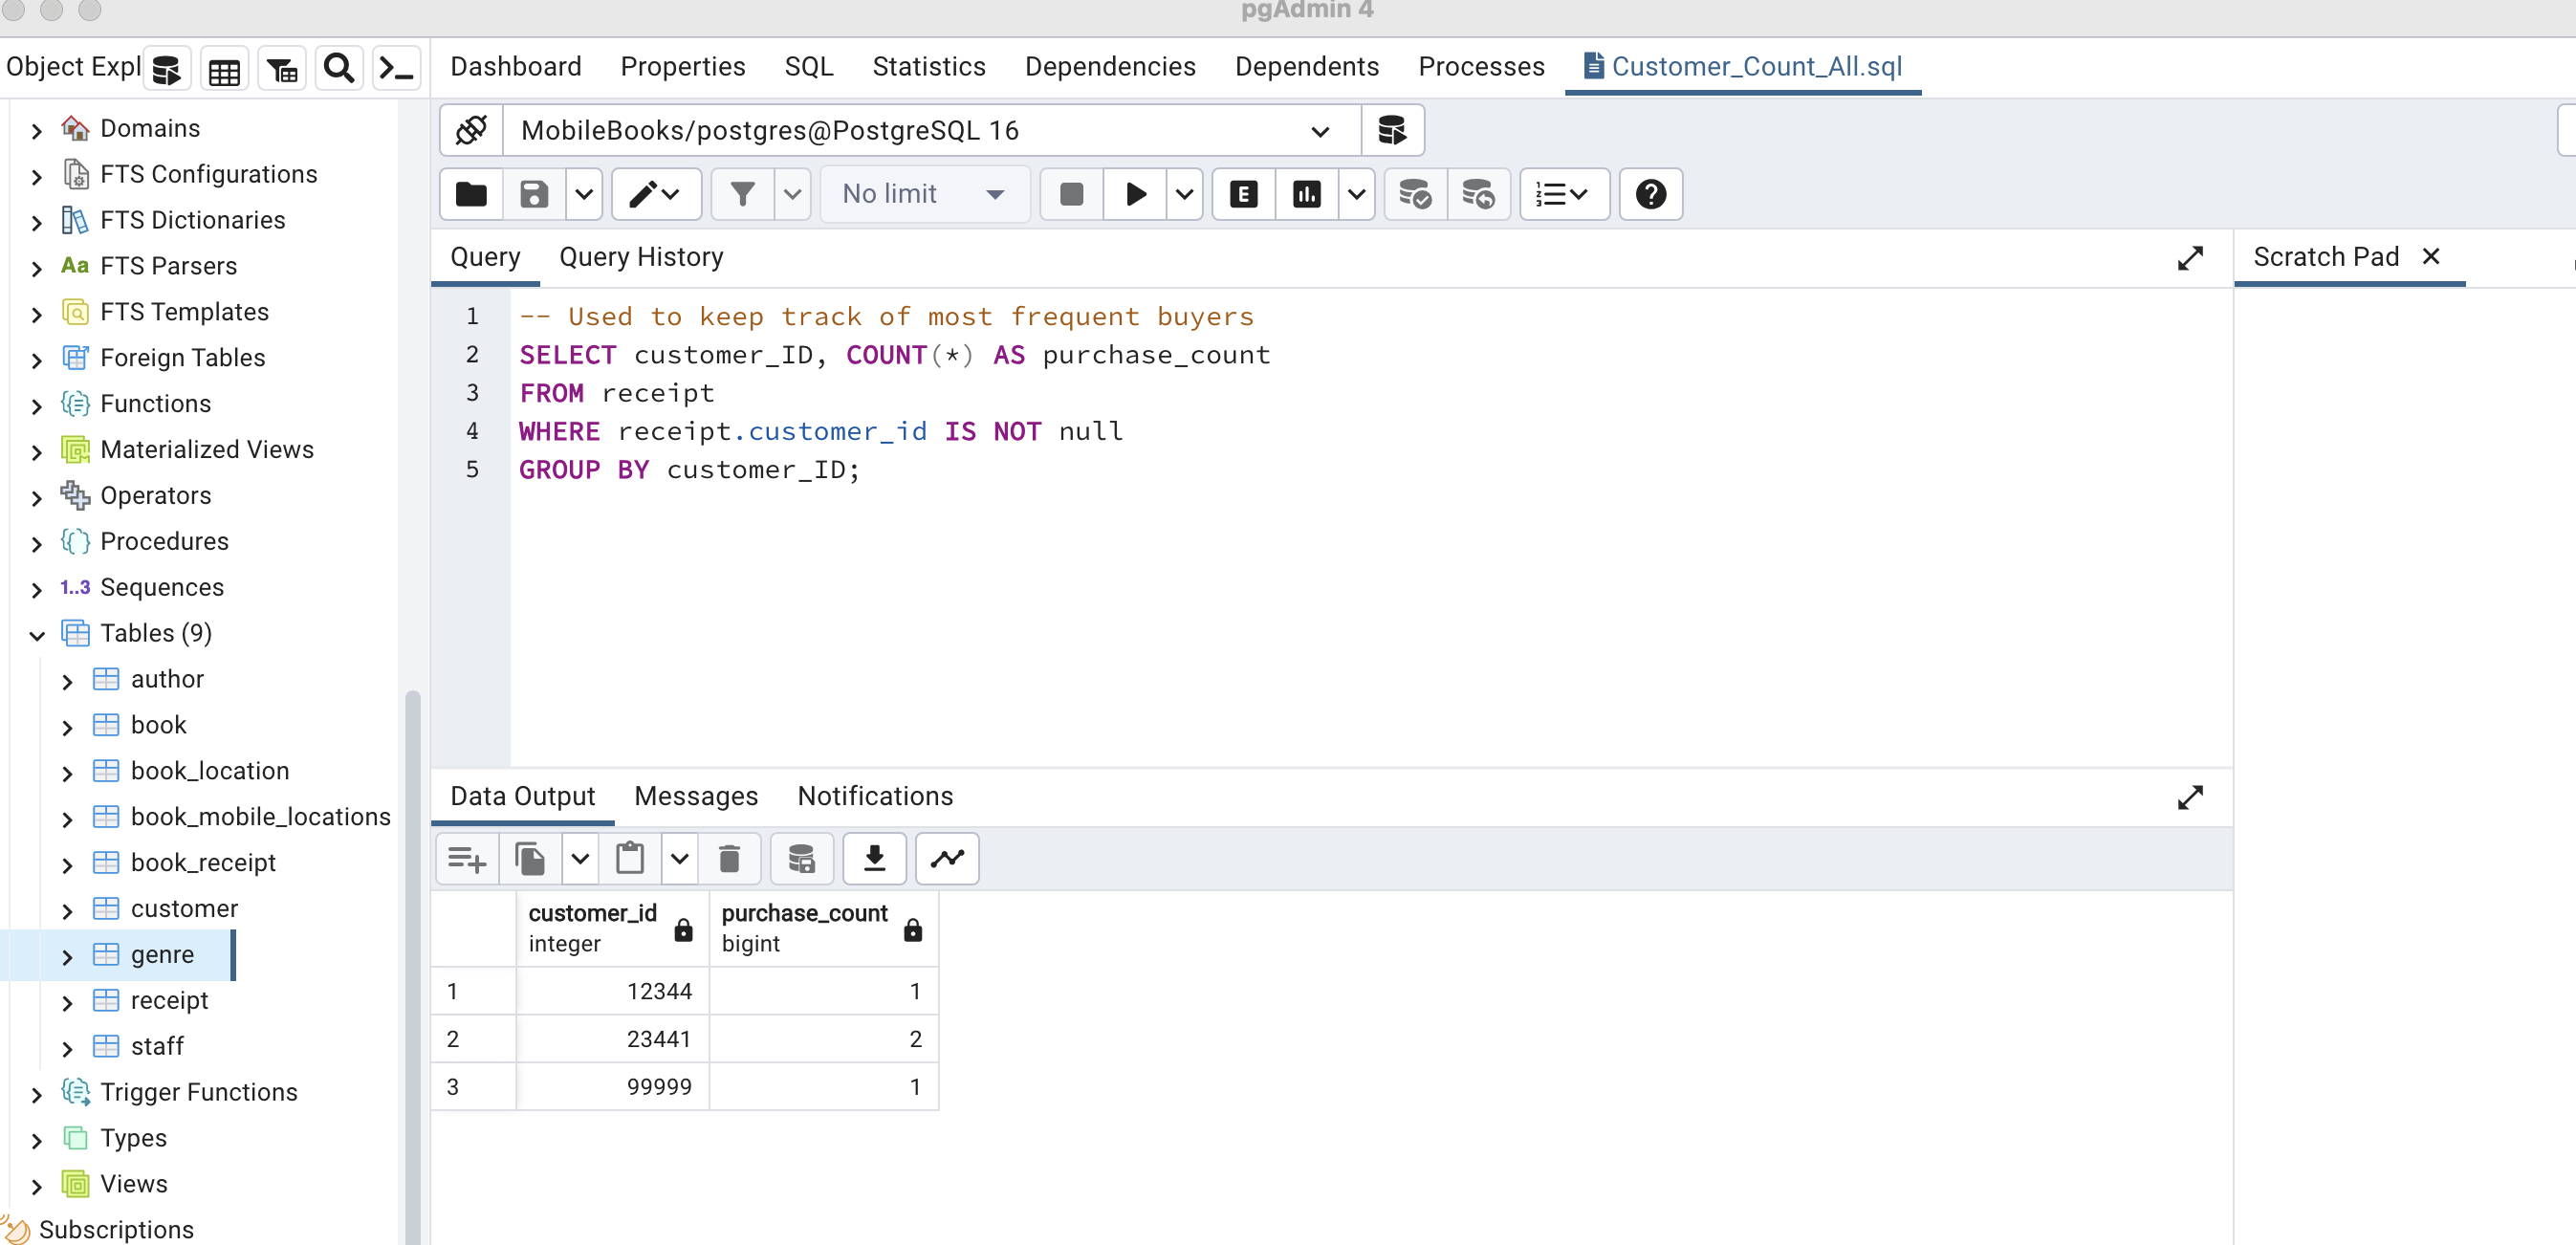 pgAdmin 4
Object Expl
Dashboard Properties SQL Statistics Dependencies Dependents Processes Customer_Count_All.sql
Domains
FTS Configurations
FTS Dictionaries
Aa FTS Parsers
FTS Templates
Foreign Tables
Functions
Materialized Views
Operators
Procedures
1..3 Sequences
Tables (9)
author
book
book_location
book_mobile_locations
book_receipt
customer
genre
receipt
staff
Trigger Functions
Types
Views
Subscriptions
MobileBooks/postgres@PostgreSQL 16
No limit E
Query Query History
Scratch Pad
1 -- Used to keep track of most frequent buyers
2 SELECT customer_ID, COUNT(*) AS purchase_count
3 FROM receipt
4 WHERE receipt.customer_id IS NOT null
5 GROUP BY customer_ID;
Data Output Messages Notifications
customer_id purchase_count
integer bigint
1 12344 1
2 23441 2
3 99999 1